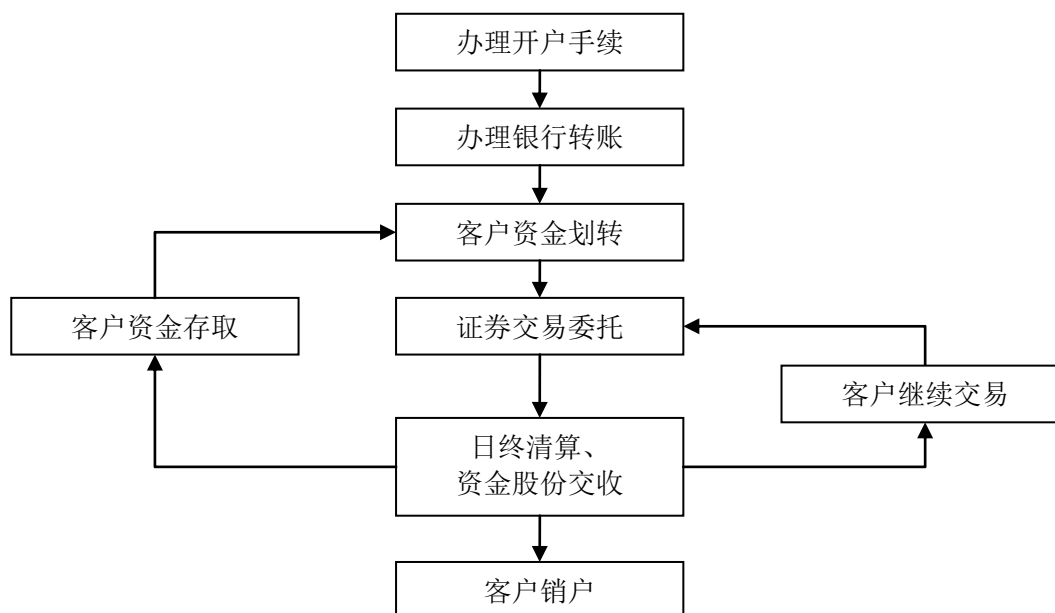 办理开户手续
办理银行转账
客户资金划转
客户资金存取
证券交易委托
客户继续交易
日终清算、
资金股份交收
客户销户